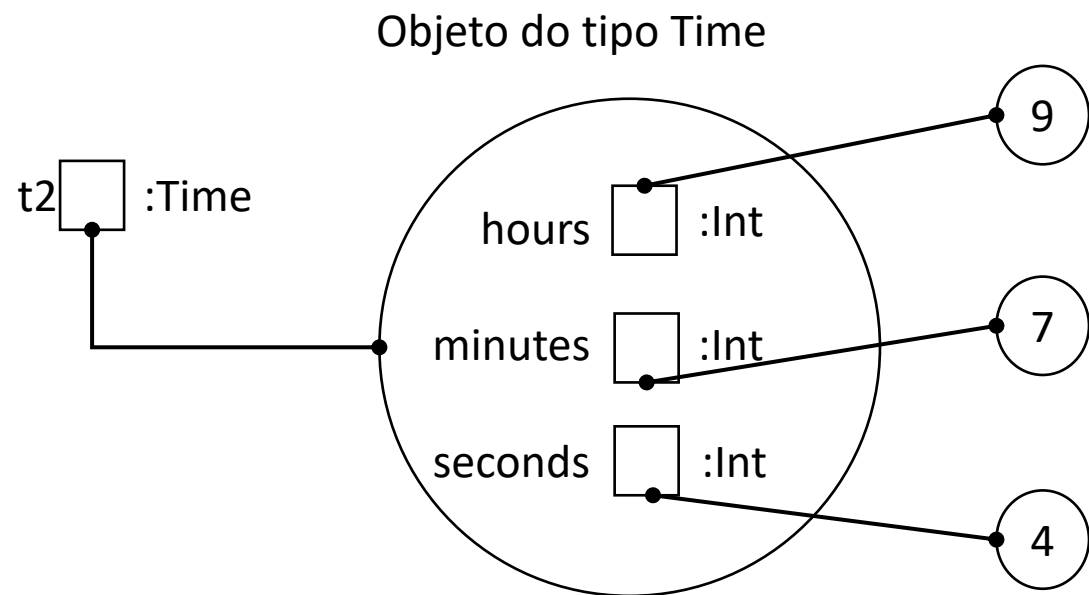 Objeto do tipo Time
t2 :Time
hours :Int
9
minutes :Int
7
seconds :Int
4